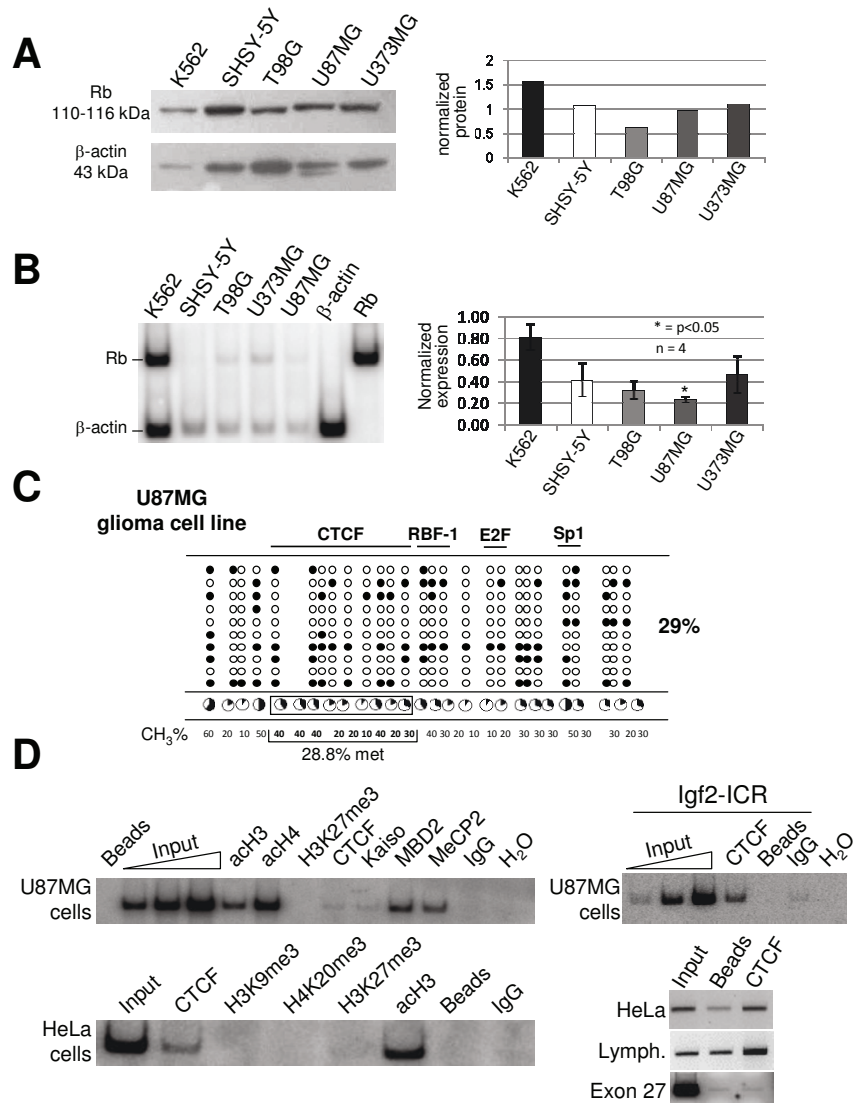 A
K562
SHSY-5Y
T98G
U87MG
U373MG
Rb
110-116 kDa
β-actin
43 kDa
normalized
protein
2
1.5
1
0.5
0
K562
SHSY-5Y
T98G
U87MG
U373MG
B
K562
SHSY-5Y
T98G
U373MG
U87MG
β-actin
Rb
Rb
β-actin
Normalized
expression
1.00
0.80
0.60
0.40
0.20
0.00
* = p<0.05
n = 4
*
K562
SHSY-5Y
T98G
U87MG
U373MG
C
U87MG
glioma cell line
CTCF
RBF-1
E2F
Sp1
29%
CH3% 60 20 10 50 40 40 40 20 20 10 40 20 30 40 30 20 10 10 20 30 30 30 50 30 30 20 30
28.8% met
D
Beads
Input
acH3
acH4
H3K27me3
CTCF
Kaiso
MBD2
MeCP2
IgG
H2O
U87MG
cells
Igf2-ICR
Input
CTCF
Beads
IgG
H2O
U87MG
cells
Input
CTCF
H3K9me3
H4K20me3
H3K27me3
acH3
Beads
IgG
HeLa
cells
Input
Beads
CTCF
HeLa
Lymph.
Exon 27